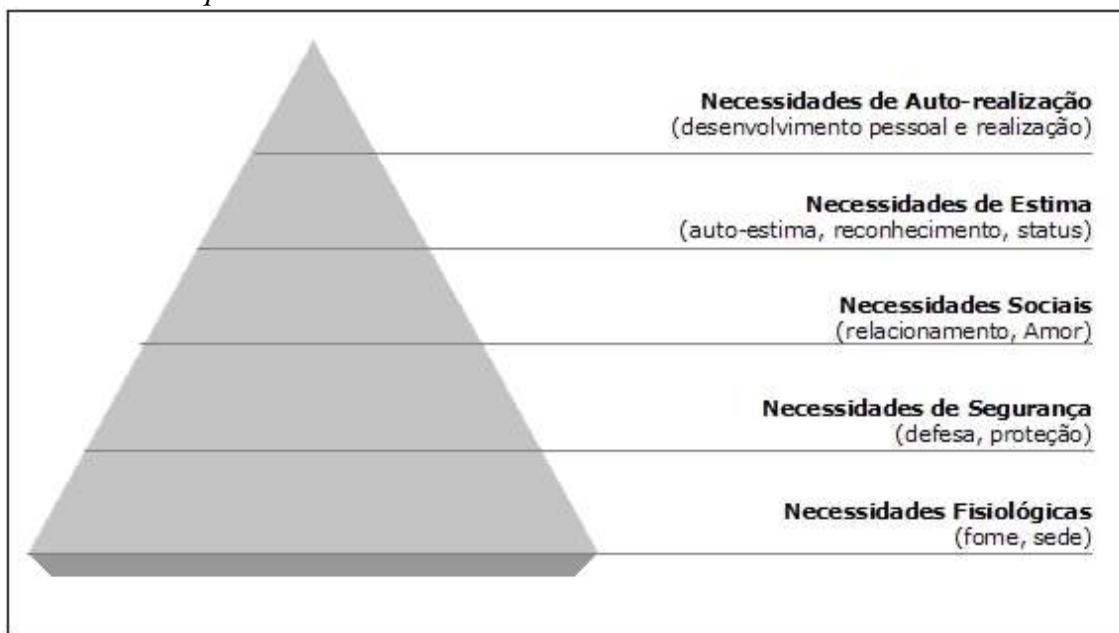 Necessidades de Auto-realização
(desenvolvimento pessoal e realização)
Necessidades de Estima
(auto-estima, reconhecimento, status)
Necessidades Sociais
(relacionamento, Amor)
Necessidades de Segurança
(defesa, proteção)
Necessidades Fisiológicas
(fome, sede)